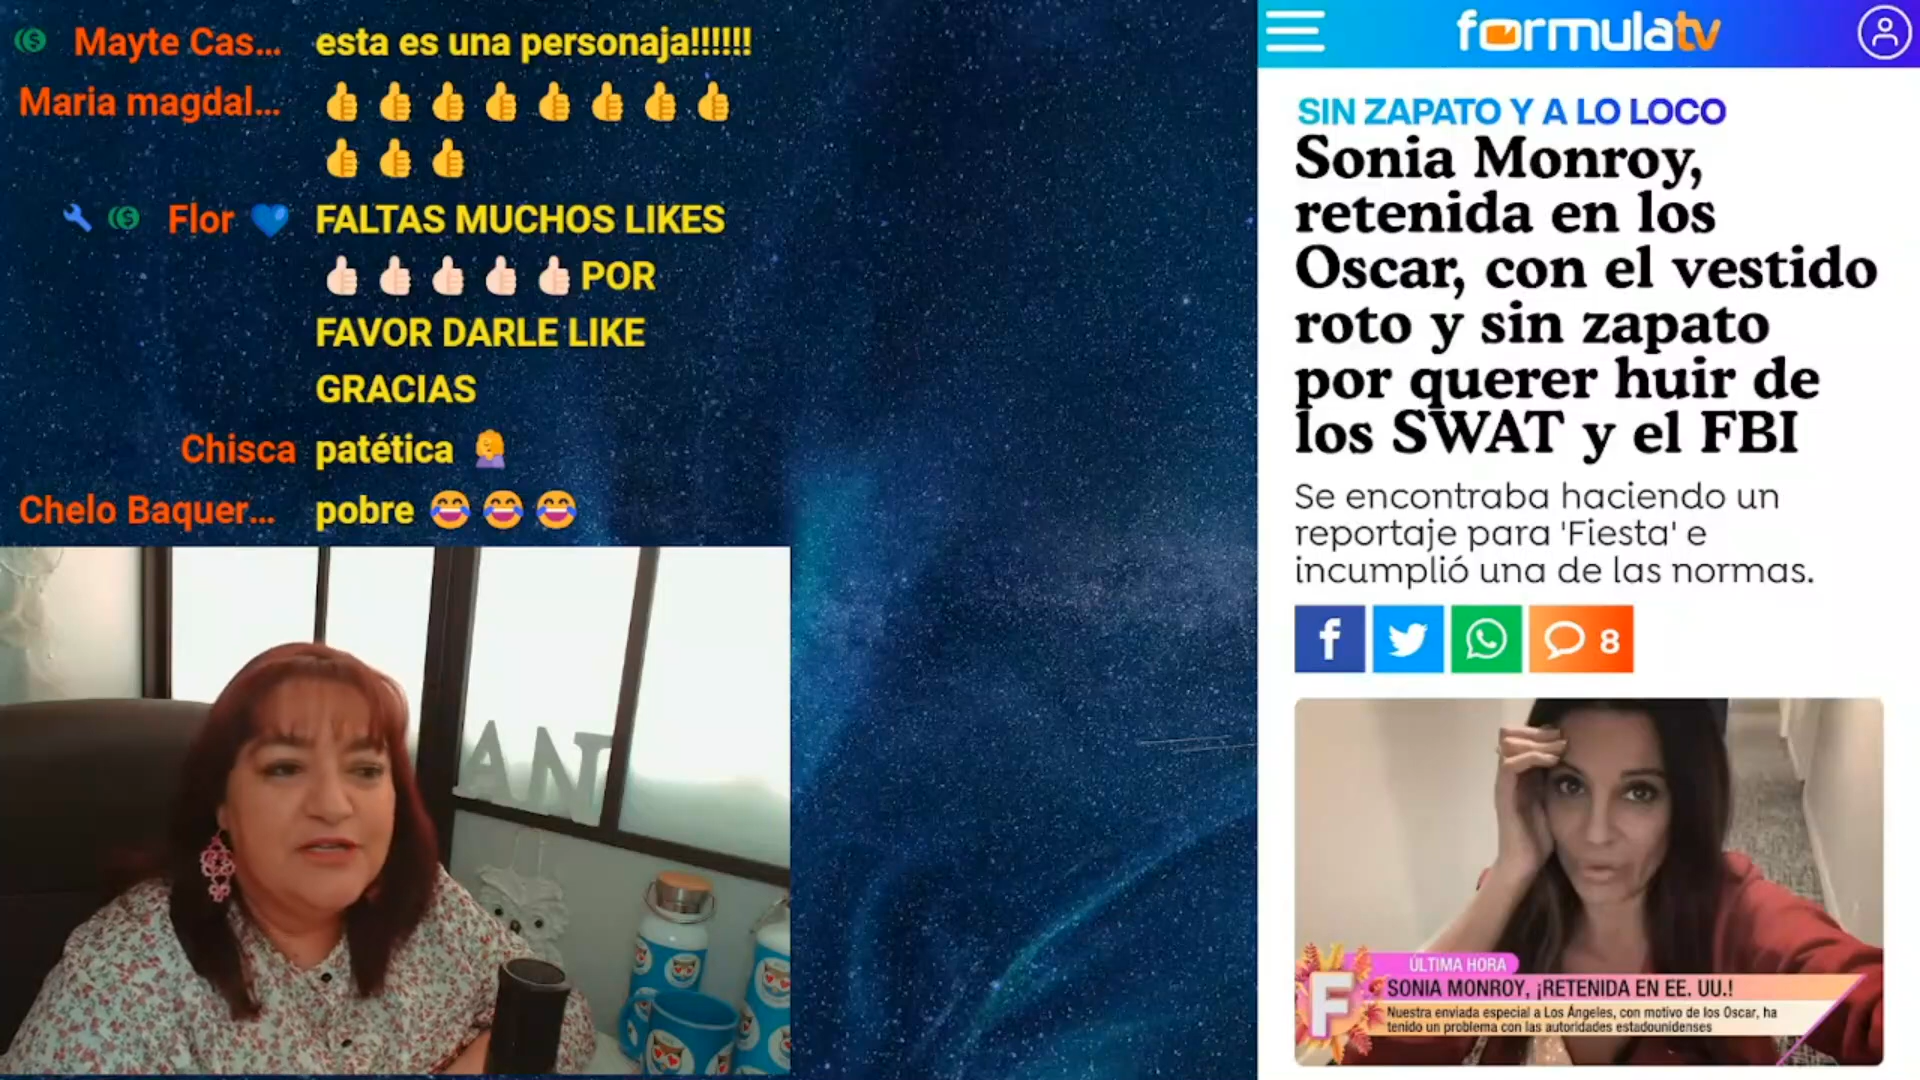 Mayte Cas... esta es una personaja!!!!!!
Maria magdal... 👍👍👍👍👍👍👍👍
👍👍👍
Flor 💙 FALTAS MUCHOS LIKES
👍🏻👍🏻👍🏻👍🏻👍🏻 POR
FAVOR DARLE LIKE
GRACIAS
Chisca patética 🤦‍♀️
Chelo Baquer... pobre 😂😂😂
AN
formulatv
SIN ZAPATO Y A LO LOCO
Sonia Monroy,
retenida en los
Oscar, con el vestido
roto y sin zapato
por querer huir de
los SWAT y el FBI
Se encontraba haciendo un
reportaje para 'Fiesta' e
incumplió una de las normas.
8
ÚLTIMA HORA
F
SONIA MONROY, ¡RETENIDA EN EE. UU.!
Nuestra enviada especial a Los Ángeles, con motivo de los Oscar, ha
tenido un problema con las autoridades estadounidenses